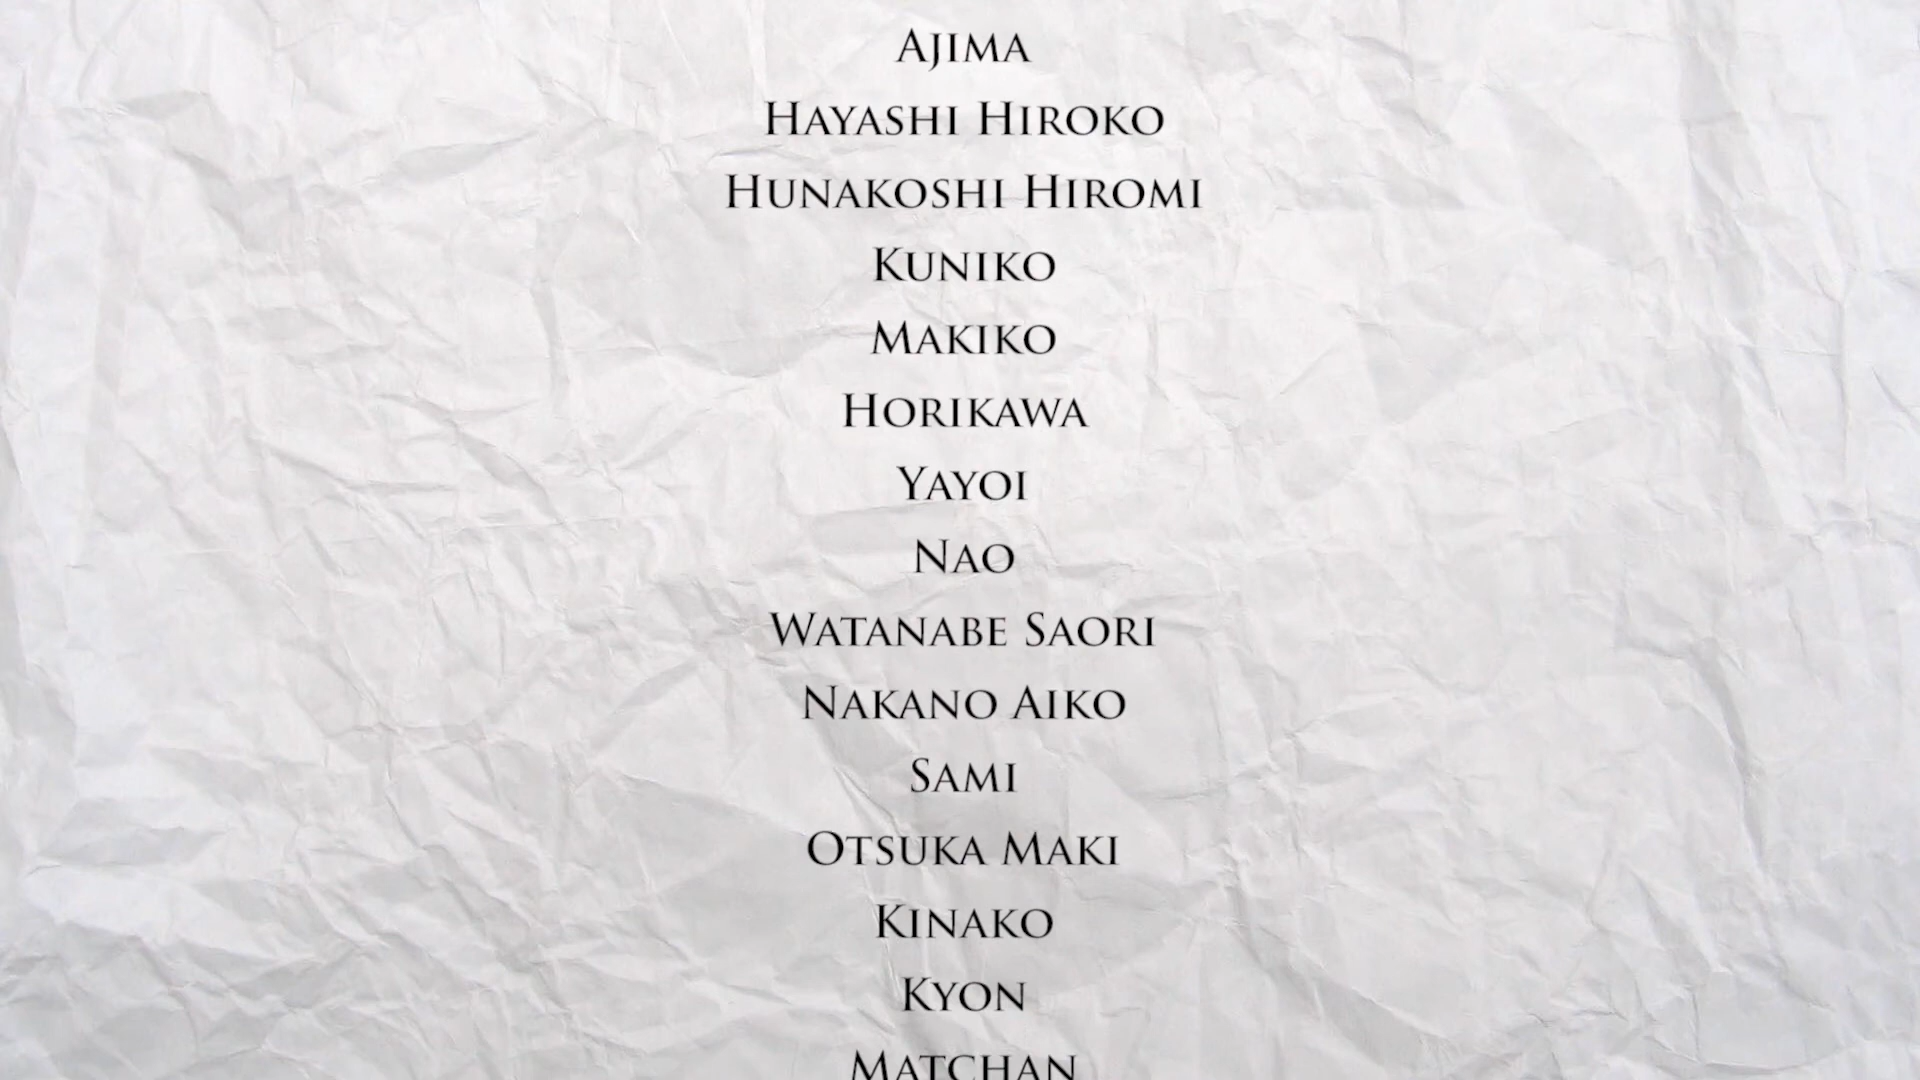 Ajima
Hayashi Hiroko
Hunakoshi Hiromi
Kuniko
Makiko
Horikawa
Yayoi
Nao
Watanabe Saori
Nakano Aiko
Sami
Otsuka Maki
Kinako
Kyon
Matchan